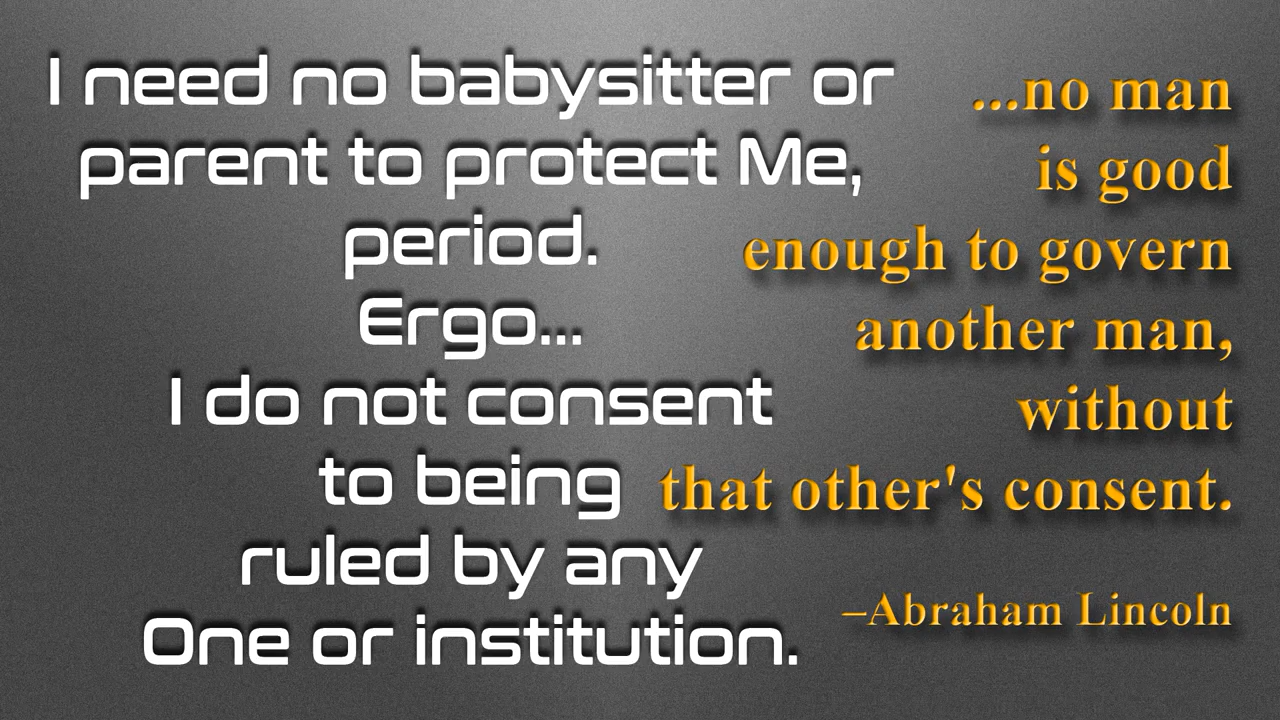 I need no babysitter or
parent to protect Me,
period.
Ergo...
I do not consent
to being
ruled by any
One or institution.
...no man
is good
enough to govern
another man,
without
that other's consent.
–Abraham Lincoln